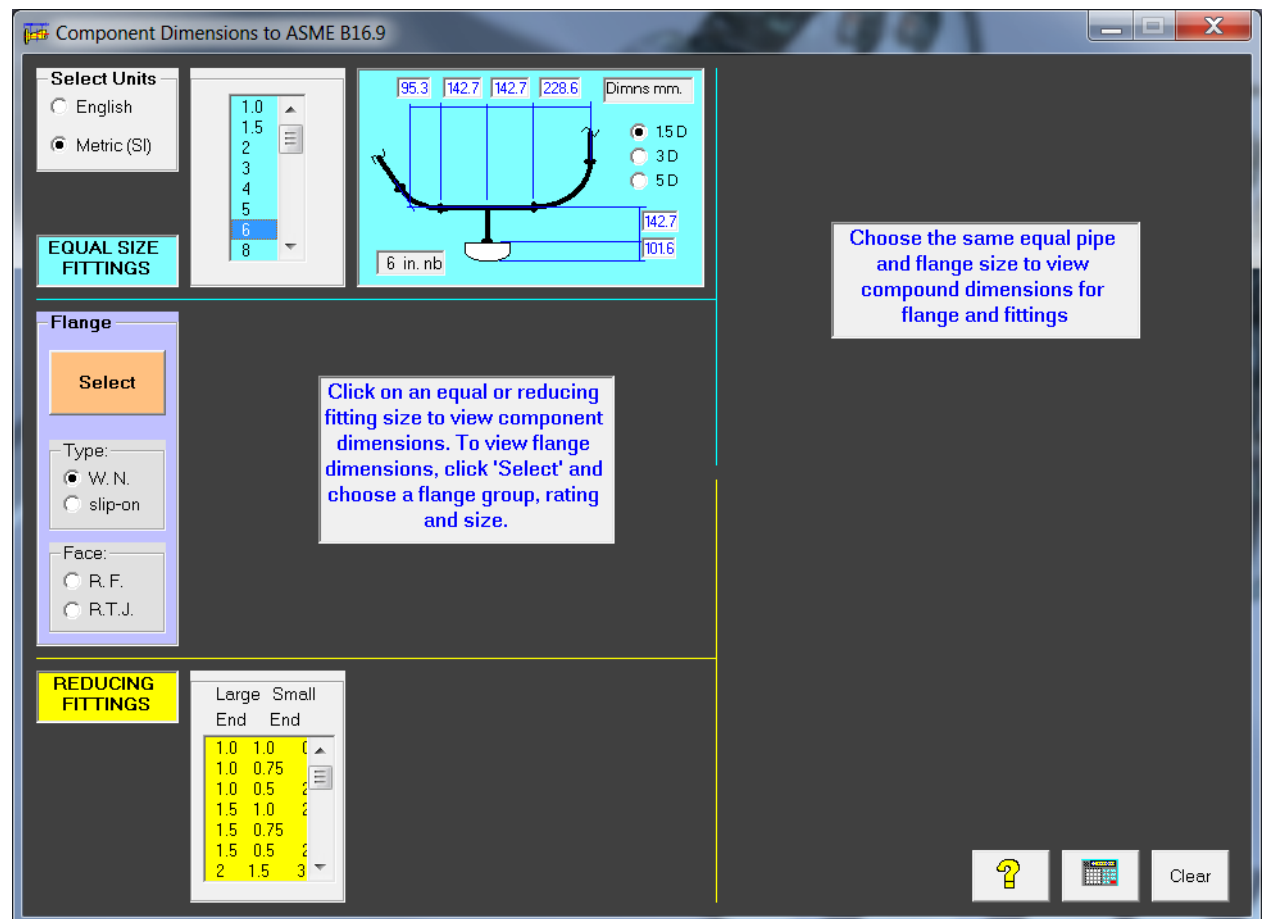 Component Dimensions to ASME B16.9
Select Units
English
Metric (SI)
EQUAL SIZE
FITTINGS
1.0
1.5
2
3
4
5
6
8
95.3 142.7 142.7 228.6 Dimns mm.
1.5 D
3 D
5 D
142.7
101.6
6 in. nb
Choose the same equal pipe
and flange size to view
compound dimensions for
flange and fittings
Flange
Select
Type:
W. N.
slip-on
Face:
R. F.
R.T.J.
Click on an equal or reducing
fitting size to view component
dimensions. To view flange
dimensions, click 'Select' and
choose a flange group, rating
and size.
REDUCING
FITTINGS
Large Small
End End
1.0 1.0
1.0 0.75
1.0 0.5 2
1.5 1.0 2
1.5 0.75
1.5 0.5 2
2 1.5 3
?
Clear